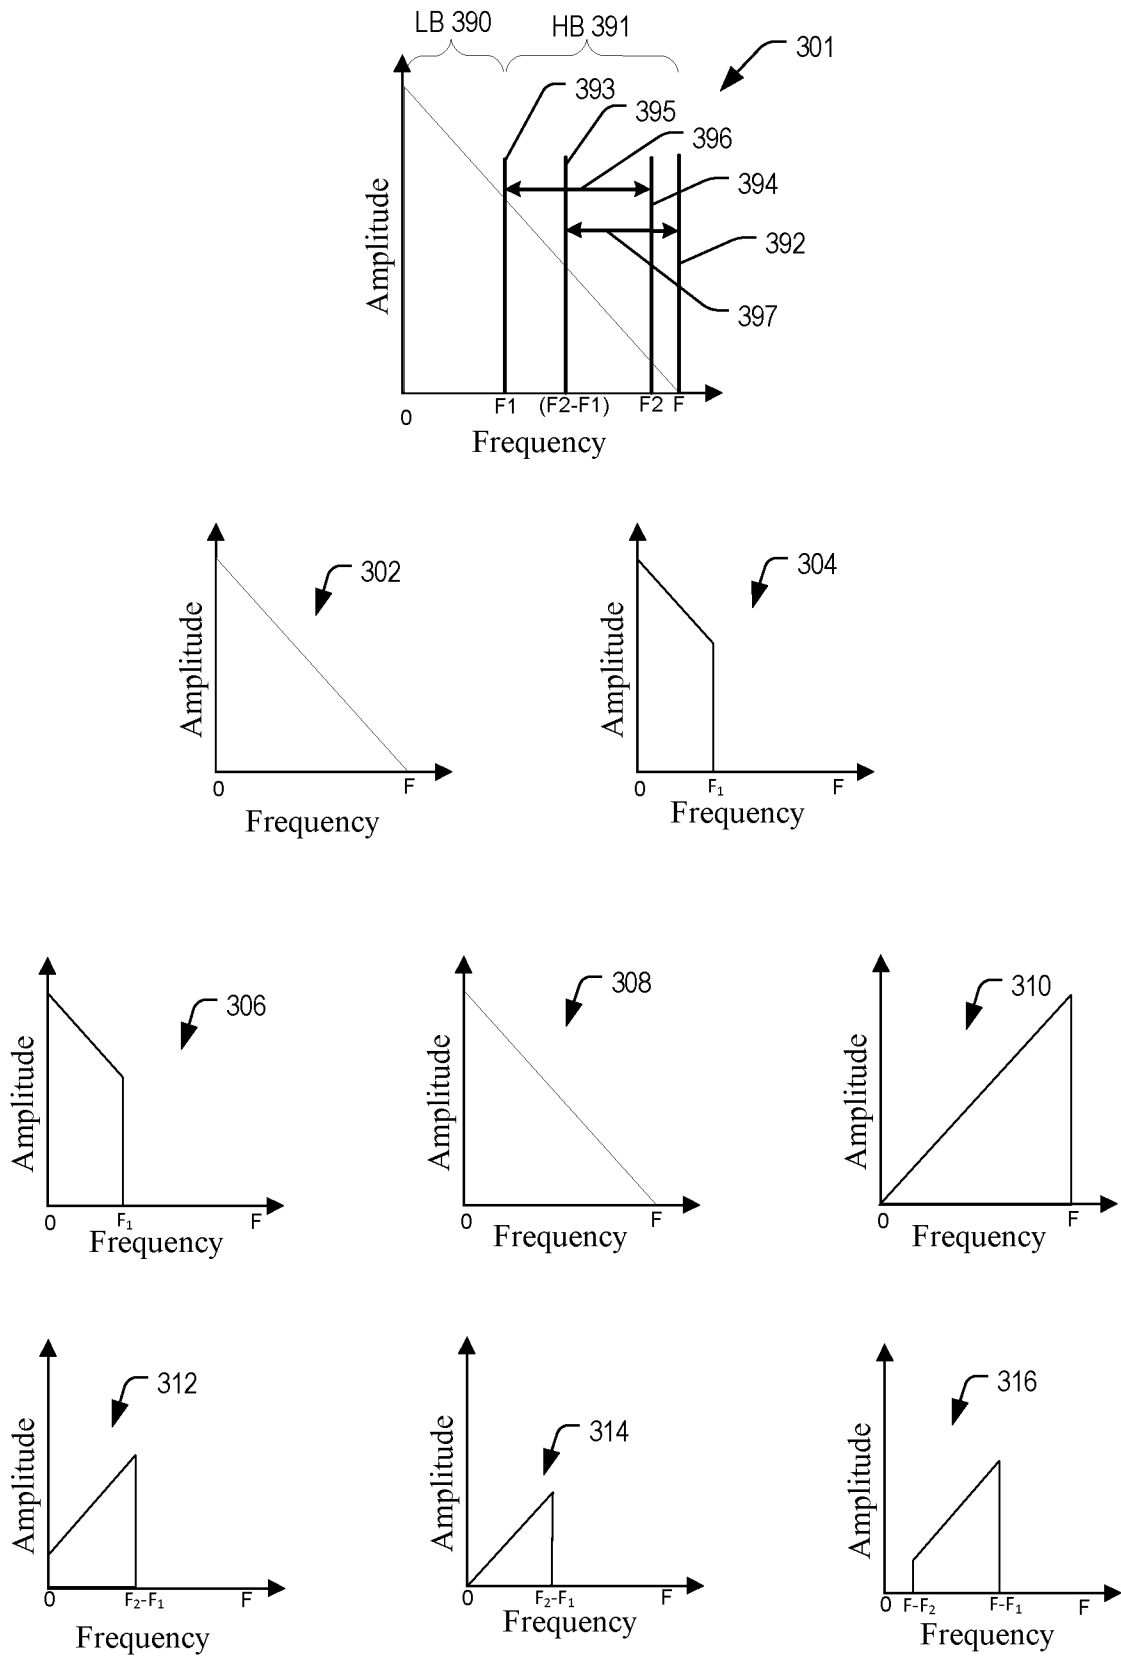 LB 390
HB 391
301
393
395
396
394
392
397
Amplitude
0
F1
(F2-F1)
F2
F
Frequency
302
Amplitude
0
F
Frequency
304
Amplitude
0
F₁
F
Frequency
306
Amplitude
0
F₁
F
Frequency
308
Amplitude
0
F
Frequency
310
Amplitude
0
F
Frequency
312
Amplitude
0
F₂-F₁
F
Frequency
314
Amplitude
0
F₂-F₁
F
Frequency
316
Amplitude
0
F-F₂
F-F₁
F
Frequency